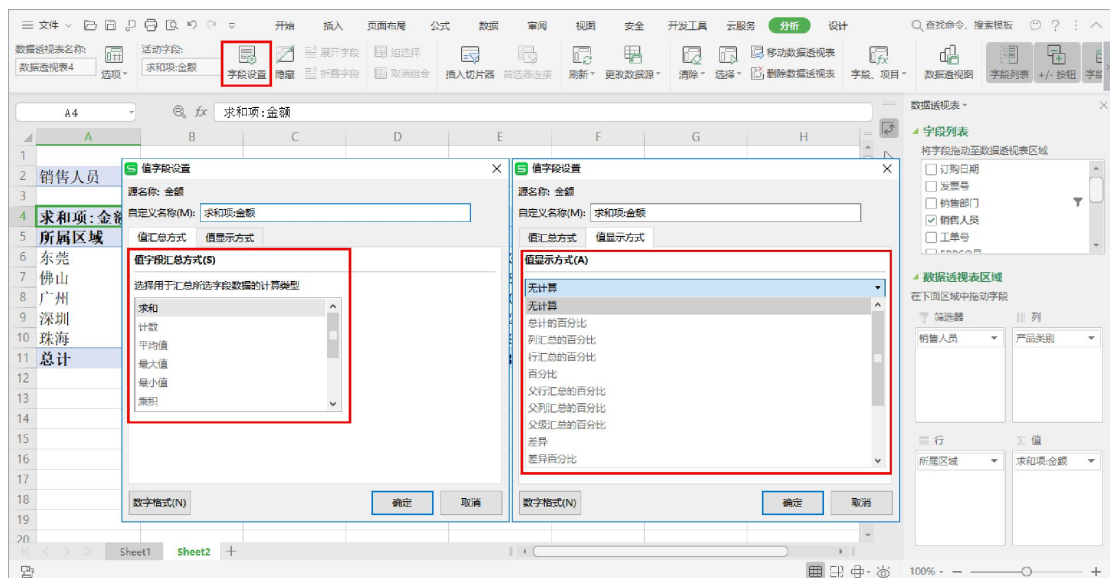 文件 开始 插入 页面布局 公式 数据 审阅 视图 安全 开发工具 云服务 分析 设计 查找命令、搜索模板
数据透视表名称: 活动字段: 展开字段 组选择 移动数据透视表
数据透视表4 选项 求和项:金额 字段设置 隐藏 折叠字段 取消组合 插入切片器 筛选器连接 刷新 更改数据源 清除 选择 删除数据透视表 字段、项目 数据透视图 字段列表 +/- 按钮
A4 fx 求和项:金额
A B C D E F G H
1
2 销售人员
3
4 求和项:金额
5 所属区域
6 东莞
7 佛山
8 广州
9 深圳
10 珠海
11 总计
12
13
14
15
16
17
18
19
20
值字段设置
源名称: 金额
自定义名称(M): 求和项:金额
值汇总方式 值显示方式
值字段汇总方式(S)
选择用于汇总所选字段数据的计算类型
求和
计数
平均值
最大值
最小值
乘积
数字格式(N) 确定 取消
值字段设置
源名称: 金额
自定义名称(M): 求和项:金额
值汇总方式 值显示方式
值显示方式(A)
无计算
无计算
总计的百分比
列汇总的百分比
行汇总的百分比
百分比
父行汇总的百分比
父列汇总的百分比
父级汇总的百分比
差异
差异百分比
数字格式(N) 确定 取消
数据透视表
字段列表
将字段拖动至数据透视表区域
订购日期
发票号
销售部门
销售人员
工单号
数据透视表区域
在下面区域中拖动字段
筛选器 列
销售人员 产品类别
行 Σ 值
所属区域 求和项:金额
Sheet1 Sheet2 +
100%